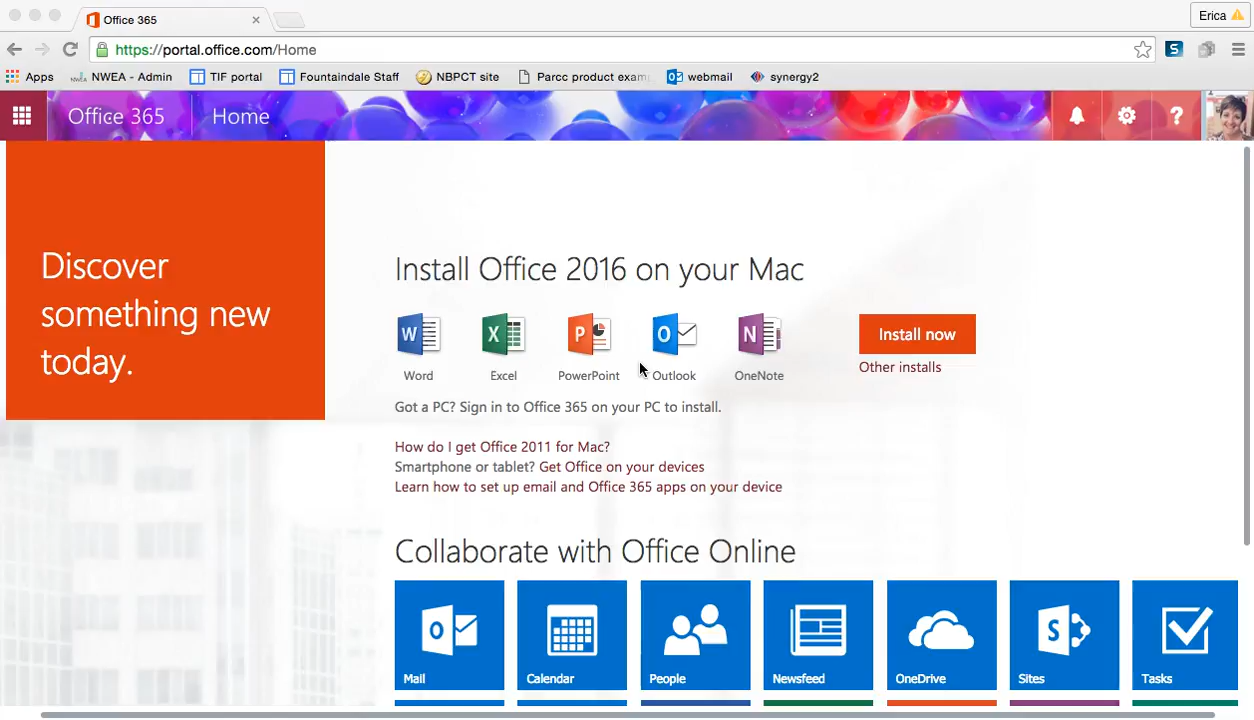 Office 365
Erica
https://portal.office.com/Home
Apps NWEA - Admin TIF portal Fountaindale Staff NBPCT site Parcc product exam webmail synergy2
Office 365 Home
Discover
something new
today.
Install Office 2016 on your Mac
Install now
Other installs
Word Excel PowerPoint Outlook OneNote
Got a PC? Sign in to Office 365 on your PC to install.
How do I get Office 2011 for Mac?
Smartphone or tablet? Get Office on your devices
Learn how to set up email and Office 365 apps on your device
Collaborate with Office Online
Mail Calendar People Newsfeed OneDrive Sites Tasks